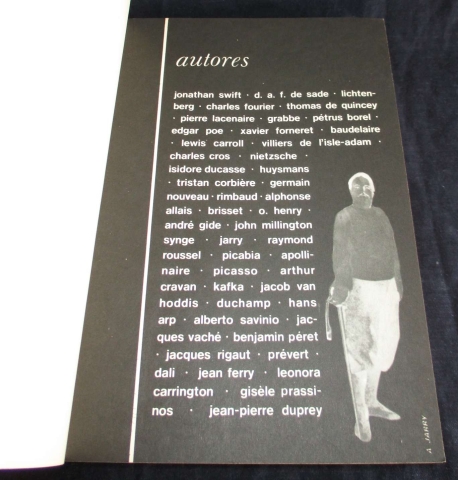 autores
jonathan swift · d. a. f. de sade · lichten-
berg · charles fourier · thomas de quincey
· pierre lacenaire · grabbe · pétrus borel ·
edgar poe · xavier forneret · baudelaire
· lewis carroll · villiers de l'isle-adam ·
charles cros · nietzsche ·
isidore ducasse · huysmans
· tristan corbière · germain
nouveau · rimbaud · alphonse
allais · brisset · o. henry ·
andré gide · john millington
synge · jarry · raymond
roussel · picabia · apolli-
naire · picasso · arthur
cravan · kafka · jacob van
hoddis · duchamp · hans
arp · alberto savinio · jac-
ques vaché · benjamin péret
· jacques rigaut · prévert ·
dali · jean ferry · leonora
carrington · gisèle prassi-
nos · jean-pierre duprey
A JARRY